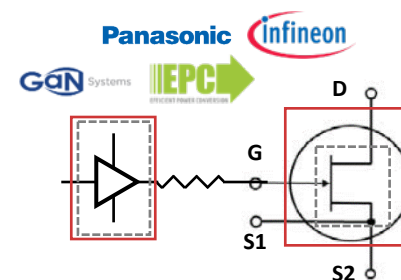 Panasonic
infineon
GaN Systems
EPC
EFFICIENT POWER CONVERSION
D
G
S1
S2